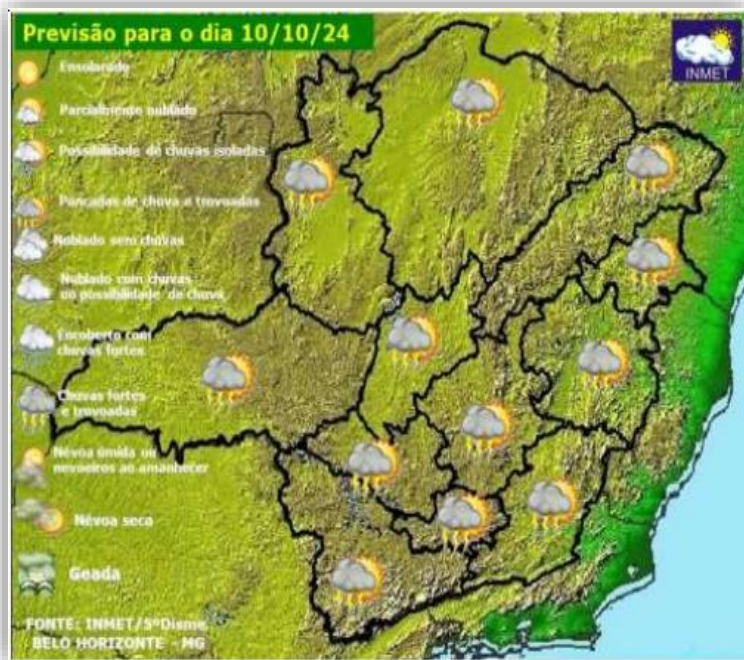 Previsão para o dia 10/10/24
INMET
Ensolarado
Parcialmente nublado
Possibilidade de chuvas isoladas
Pancadas de chuva e trovoadas
Nublado sem chuvas
Nublado com chuvas
ou possibilidade de chuva
Encoberto com
chuvas fortes
Chuvas fortes
e trovoadas
Névoa úmida ou
nevoeiros ao amanhecer
Névoa seca
Geada
FONTE: INMET/5ºDisme.
BELO HORIZONTE - MG